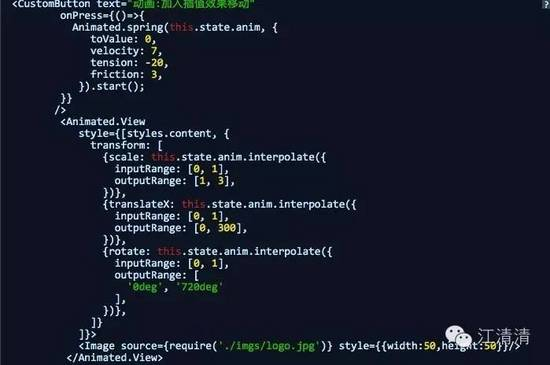 <CustomButton text="动画:加入插值效果移动"
onPress={()=>{
Animated.spring(this.state.anim, {
toValue: 0,
velocity: 7,
tension: -20,
friction: 3,
}).start();
}}
/>
<Animated.View
style={[styles.content, {
transform: [
{scale: this.state.anim.interpolate({
inputRange: [0, 1],
outputRange: [1, 3],
})},
{translateX: this.state.anim.interpolate({
inputRange: [0, 1],
outputRange: [0, 300],
})},
{rotate: this.state.anim.interpolate({
inputRange: [0, 1],
outputRange: [
'0deg', '720deg'
],
})},
]}
]}>
<Image source={require('./imgs/logo.jpg')} style={{width:50,height:50}}/>
</Animated.View>
江清清